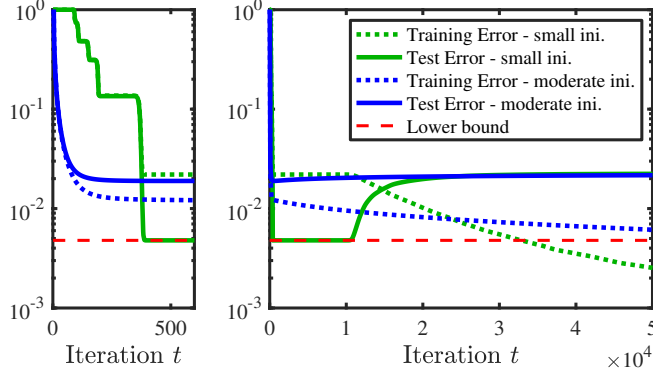 10^0
10^-1
10^-2
10^-3
0
500
Iteration t
10^0
10^-1
10^-2
10^-3
Training Error - small ini.
Test Error - small ini.
Training Error - moderate ini.
Test Error - moderate ini.
Lower bound
0
1
2
3
4
5
Iteration t
×10^4